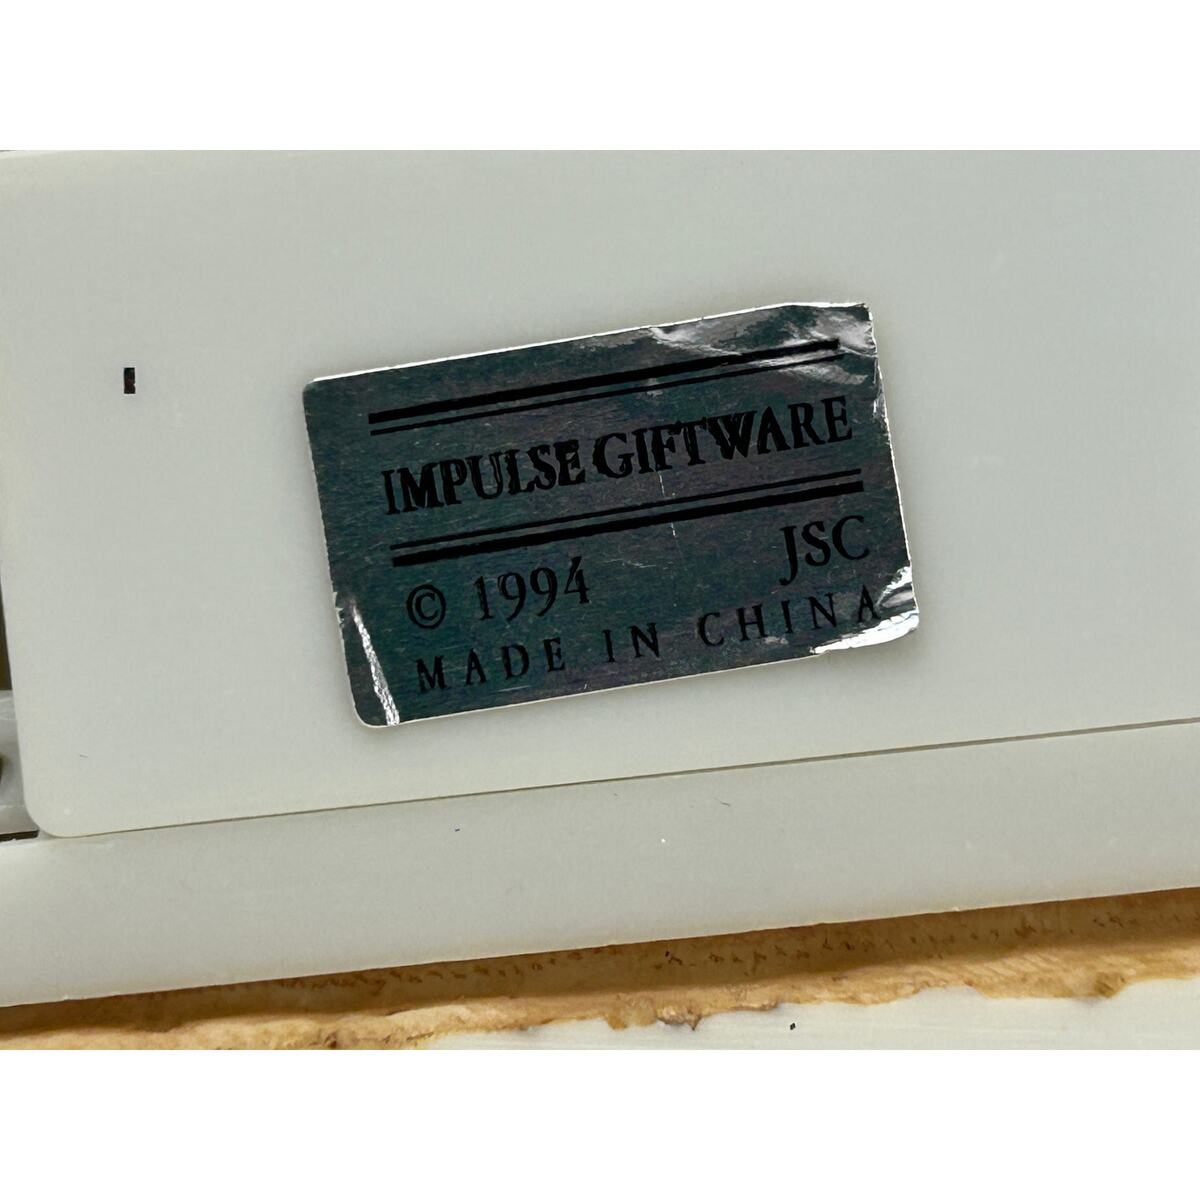 IMPULSE GIFTWARE
© 1994 JSC
MADE IN CHINA